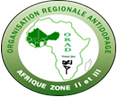 ORGANISATION REGIONALE ANTIDOPAGE
ORAD
AFRIQUE ZONE II et III